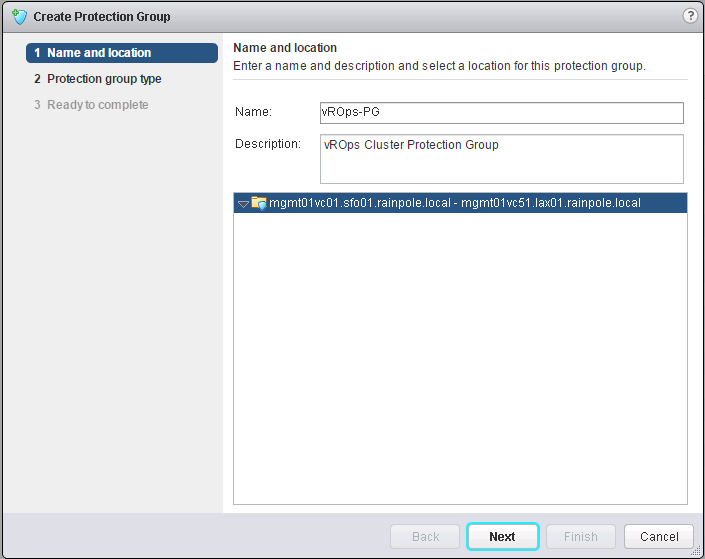 Create Protection Group
?
1 Name and location
2 Protection group type
3 Ready to complete
Name and location
Enter a name and description and select a location for this protection group.
Name:
vROps-PG
Description:
vROps Cluster Protection Group
mgmt01vc01.sfo01.rainpole.local - mgmt01vc51.lax01.rainpole.local
Back
Next
Finish
Cancel